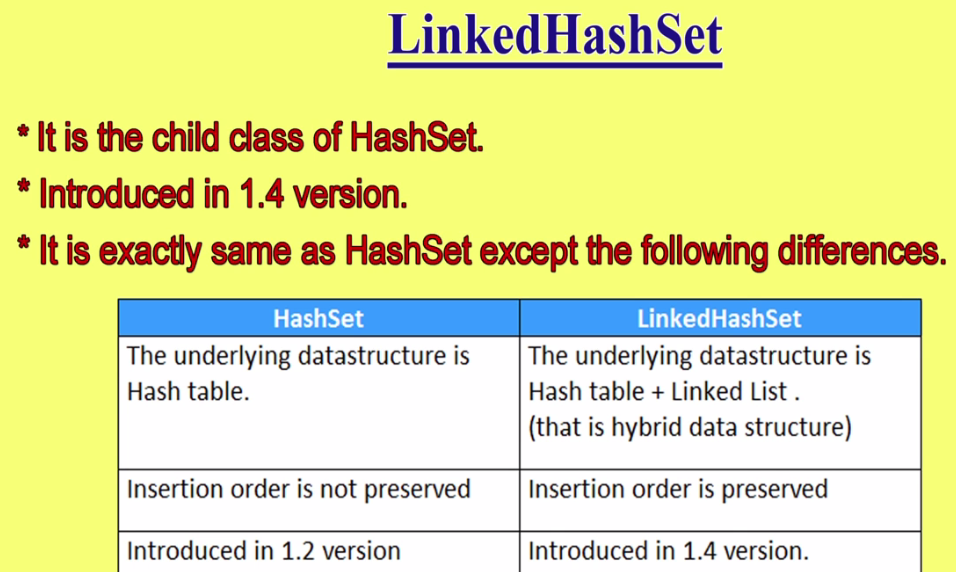 LinkedHashSet
* It is the child class of HashSet.
* Introduced in 1.4 version.
* It is exactly same as HashSet except the following differences.
HashSet
LinkedHashSet
The underlying datastructure is
Hash table.
The underlying datastructure is
Hash table + Linked List .
(that is hybrid data structure)
Insertion order is not preserved
Insertion order is preserved
Introduced in 1.2 version
Introduced in 1.4 version.